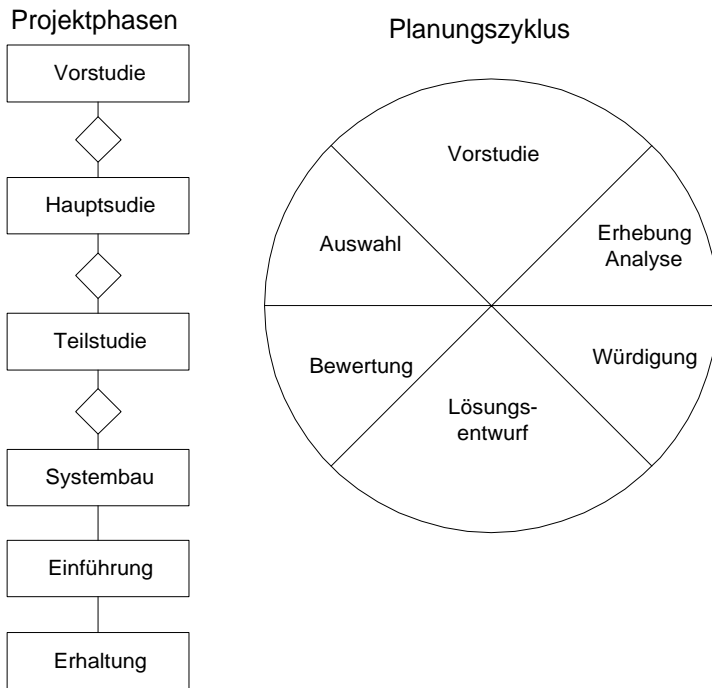 Projektphasen
Vorstudie
Hauptsudie
Teilstudie
Systembau
Einführung
Erhaltung
Planungszyklus
Vorstudie
Erhebung
Analyse
Würdigung
Lösungs-
entwurf
Bewertung
Auswahl